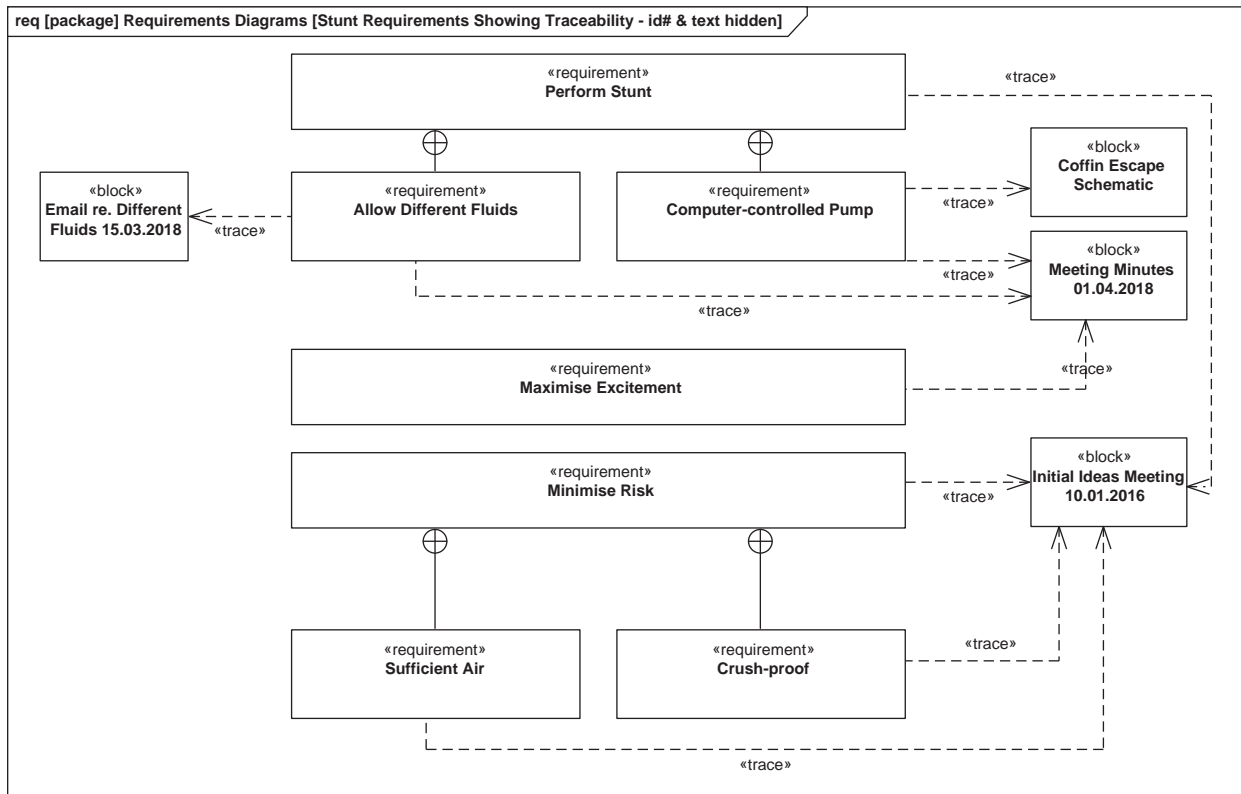 req [package] Requirements Diagrams [Stunt Requirements Showing Traceability - id# & text hidden]
«requirement»
Perform Stunt
«trace»
«block»
Coffin Escape
Schematic
«block»
Email re. Different
Fluids 15.03.2018
«requirement»
Allow Different Fluids
«requirement»
Computer-controlled Pump
«trace»
«trace»
«block»
Meeting Minutes
01.04.2018
«trace»
«trace»
«requirement»
Maximise Excitement
«trace»
«requirement»
Minimise Risk
«block»
Initial Ideas Meeting
10.01.2016
«trace»
«requirement»
Sufficient Air
«requirement»
Crush-proof
«trace»
«trace»